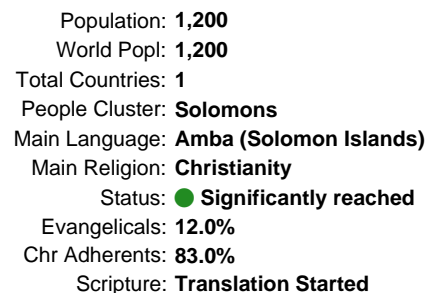 Population: 1,200
World Popl: 1,200
Total Countries: 1
People Cluster: Solomons
Main Language: Amba (Solomon Islands)
Main Religion: Christianity
Status: Significantly reached
Evangelicals: 12.0%
Chr Adherents: 83.0%
Scripture: Translation Started